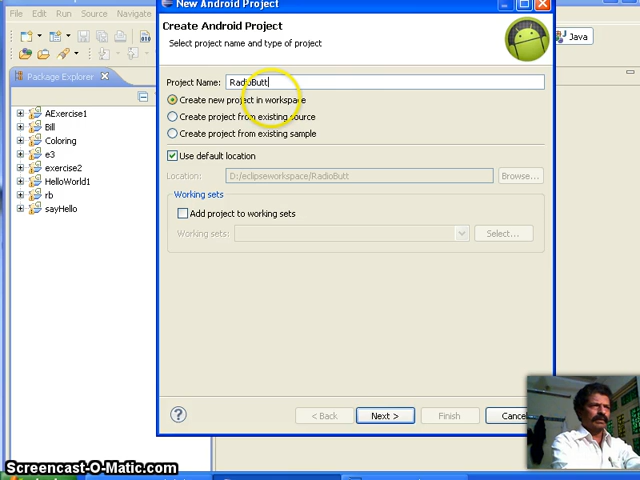 New Android Project
File Edit Run Source Navigate
Create Android Project
Select project name and type of project
Java
Package Explorer
AExercise1
Bill
Coloring
e3
exercise2
HelloWorld1
rb
sayHello
Project Name: RadioButt
Create new project in workspace
Create project from existing source
Create project from existing sample
Use default location
Location: D:/eclipseworkspace/RadioButt Browse...
Working sets
Add project to working sets
Working sets: Select...
? < Back Next > Finish Cancel
Screencast-O-Matic.com